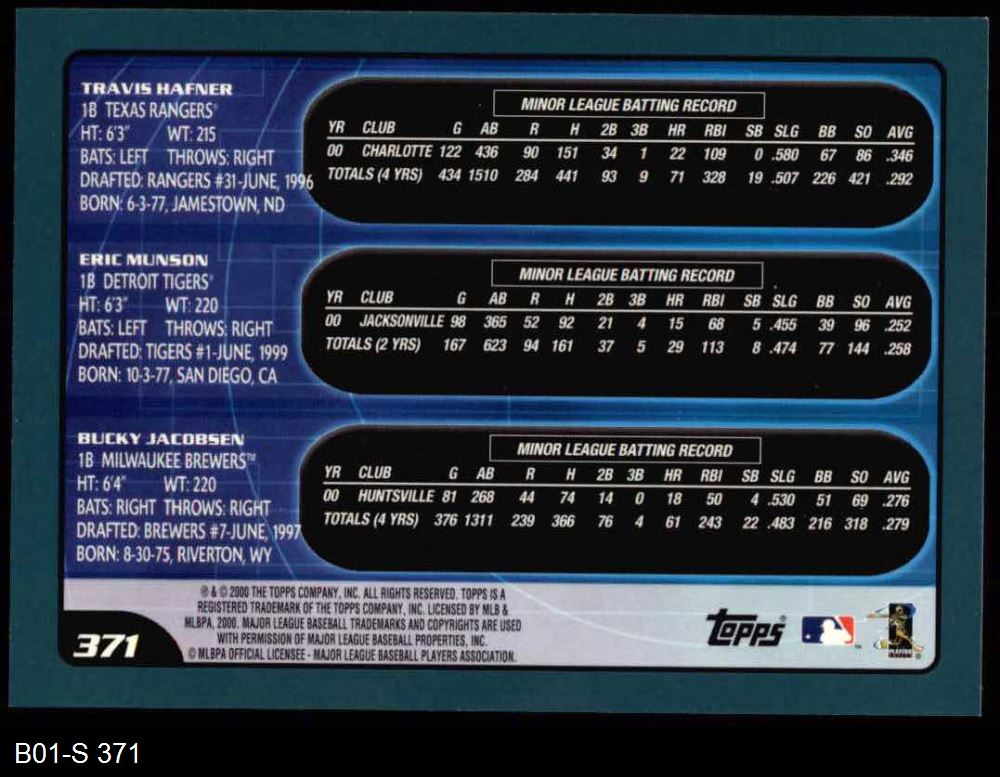 TRAVIS HAFNER
1B TEXAS RANGERS
HT: 6'3" WT: 215
BATS: LEFT THROWS: RIGHT
DRAFTED: RANGERS #31-JUNE, 1996
BORN: 6-3-77, JAMESTOWN, ND
MINOR LEAGUE BATTING RECORD
YR CLUB G AB R H 2B 3B HR RBI SB SLG BB SO AVG
00 CHARLOTTE 122 436 90 151 34 1 22 109 0 .580 67 86 .346
TOTALS (4 YRS) 434 1510 284 441 93 9 71 328 19 .507 226 421 .292
ERIC MUNSON
1B DETROIT TIGERS
HT: 6'3" WT: 220
BATS: LEFT THROWS: RIGHT
DRAFTED: TIGERS #1-JUNE, 1999
BORN: 10-3-77, SAN DIEGO, CA
MINOR LEAGUE BATTING RECORD
YR CLUB G AB R H 2B 3B HR RBI SB SLG BB SO AVG
00 JACKSONVILLE 98 365 52 92 21 4 15 68 5 .455 39 96 .252
TOTALS (2 YRS) 167 623 94 161 37 5 29 113 8 .474 77 144 .258
BUCKY JACOBSEN
1B MILWAUKEE BREWERS™
HT: 6'4" WT: 220
BATS: RIGHT THROWS: RIGHT
DRAFTED: BREWERS #7-JUNE, 1997
BORN: 8-30-75, RIVERTON, WY
MINOR LEAGUE BATTING RECORD
YR CLUB G AB R H 2B 3B HR RBI SB SLG BB SO AVG
00 HUNTSVILLE 81 268 44 74 14 0 18 50 4 .530 51 69 .276
TOTALS (4 YRS) 376 1311 239 366 76 4 61 243 22 .483 216 318 .279
® & © 2000 THE TOPPS COMPANY, INC. ALL RIGHTS RESERVED. TOPPS IS A
REGISTERED TRADEMARK OF THE TOPPS COMPANY, INC. LICENSED BY MLB &
MLBPA, 2000. MAJOR LEAGUE BASEBALL TRADEMARKS AND COPYRIGHTS ARE USED
WITH PERMISSION OF MAJOR LEAGUE BASEBALL PROPERTIES, INC.
© MLBPA OFFICIAL LICENSEE - MAJOR LEAGUE BASEBALL PLAYERS ASSOCIATION.
371
Topps
B01-S 371